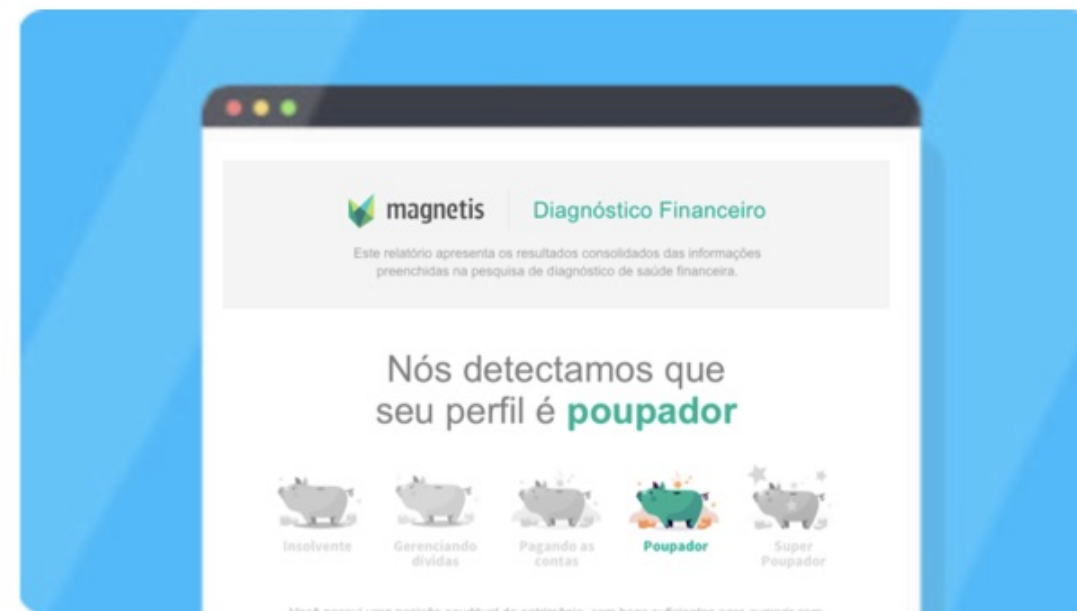 magnetis
Diagnóstico Financeiro
Este relatório apresenta os resultados consolidados das informações
preenchidas na pesquisa de diagnóstico de saúde financeira.
Nós detectamos que
seu perfil é poupador
Insolvente
Gerenciando
dívidas
Pagando as
contas
Poupador
Super
Poupador